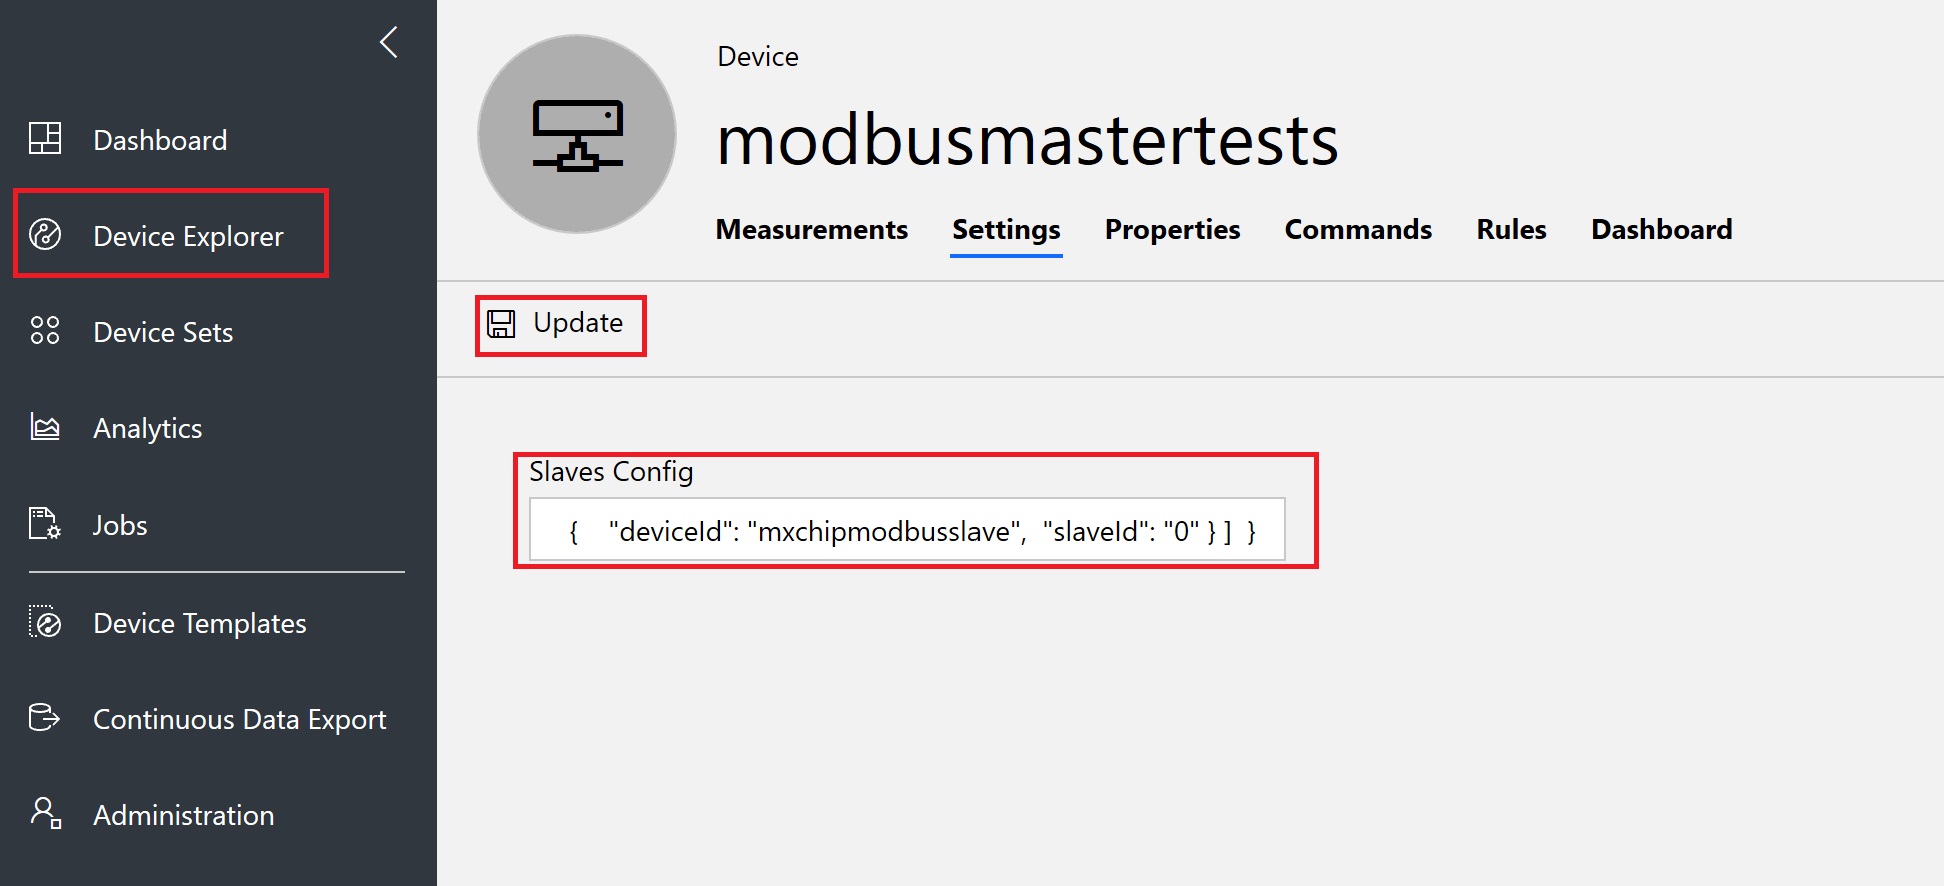 Dashboard
Device Explorer
Device Sets
Analytics
Jobs
Device Templates
Continuous Data Export
Administration
Device
modbusmastertests
Measurements Settings Properties Commands Rules Dashboard
Update
Slaves Config
{ "deviceId": "mxchipmodbusslave", "slaveId": "0" } ] }